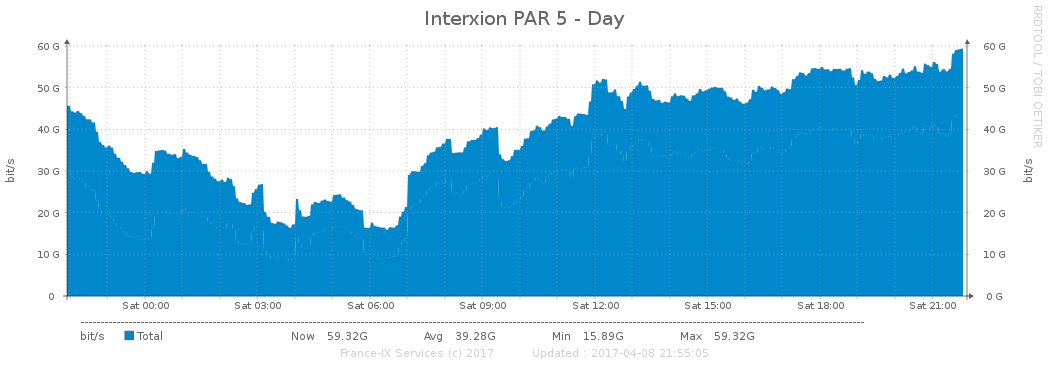 Interxion PAR 5 - Day
RRDTOOL / TOBI OETIKER
bit/s
60 G
50 G
40 G
30 G
20 G
10 G
0
60 G
50 G
40 G
30 G
20 G
10 G
0 G
bit/s
Sat 00:00 Sat 03:00 Sat 06:00 Sat 09:00 Sat 12:00 Sat 15:00 Sat 18:00 Sat 21:00
bit/s Total Now 59.32G Avg 39.28G Min 15.89G Max 59.32G
France-IX Services (c) 2017 Updated : 2017-04-08 21:55:05